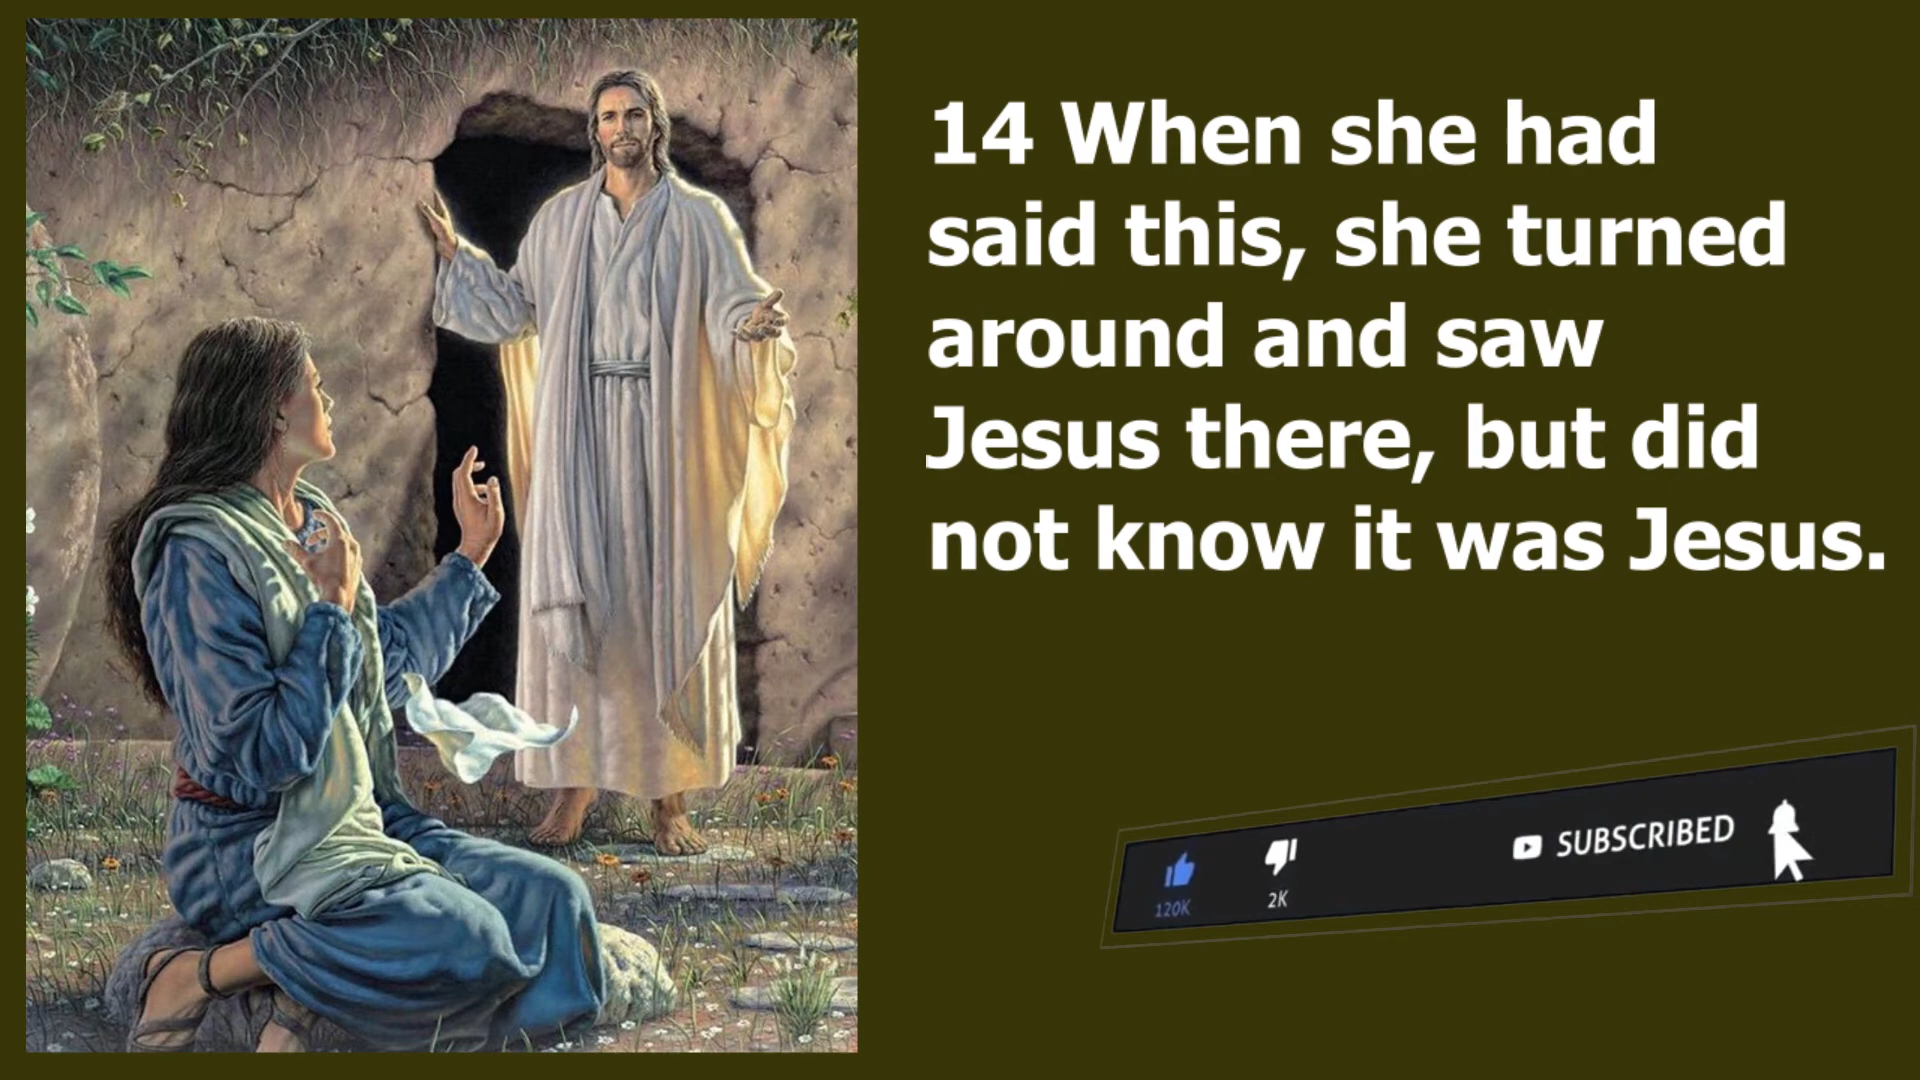 14 When she had
said this, she turned
around and saw
Jesus there, but did
not know it was Jesus.
120K
2K
SUBSCRIBED